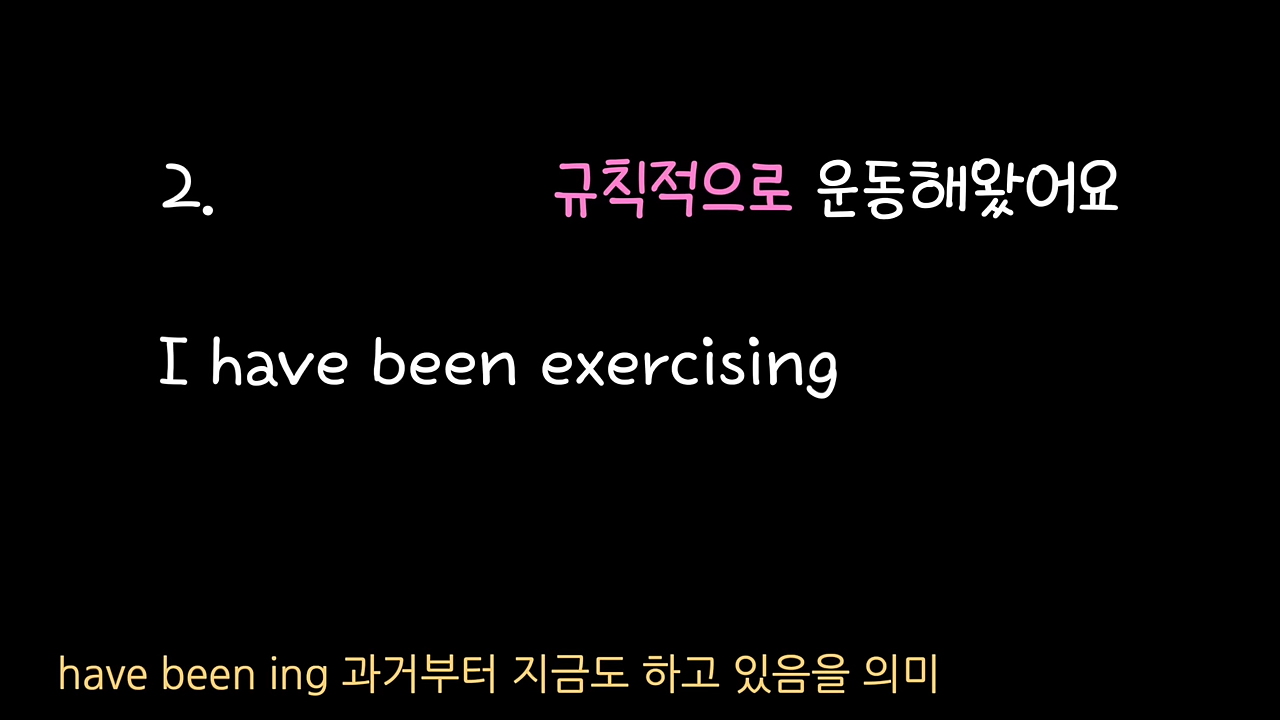 2. 규칙적으로 운동해왔어요
I have been exercising
have been ing 과거부터 지금도 하고 있음을 의미